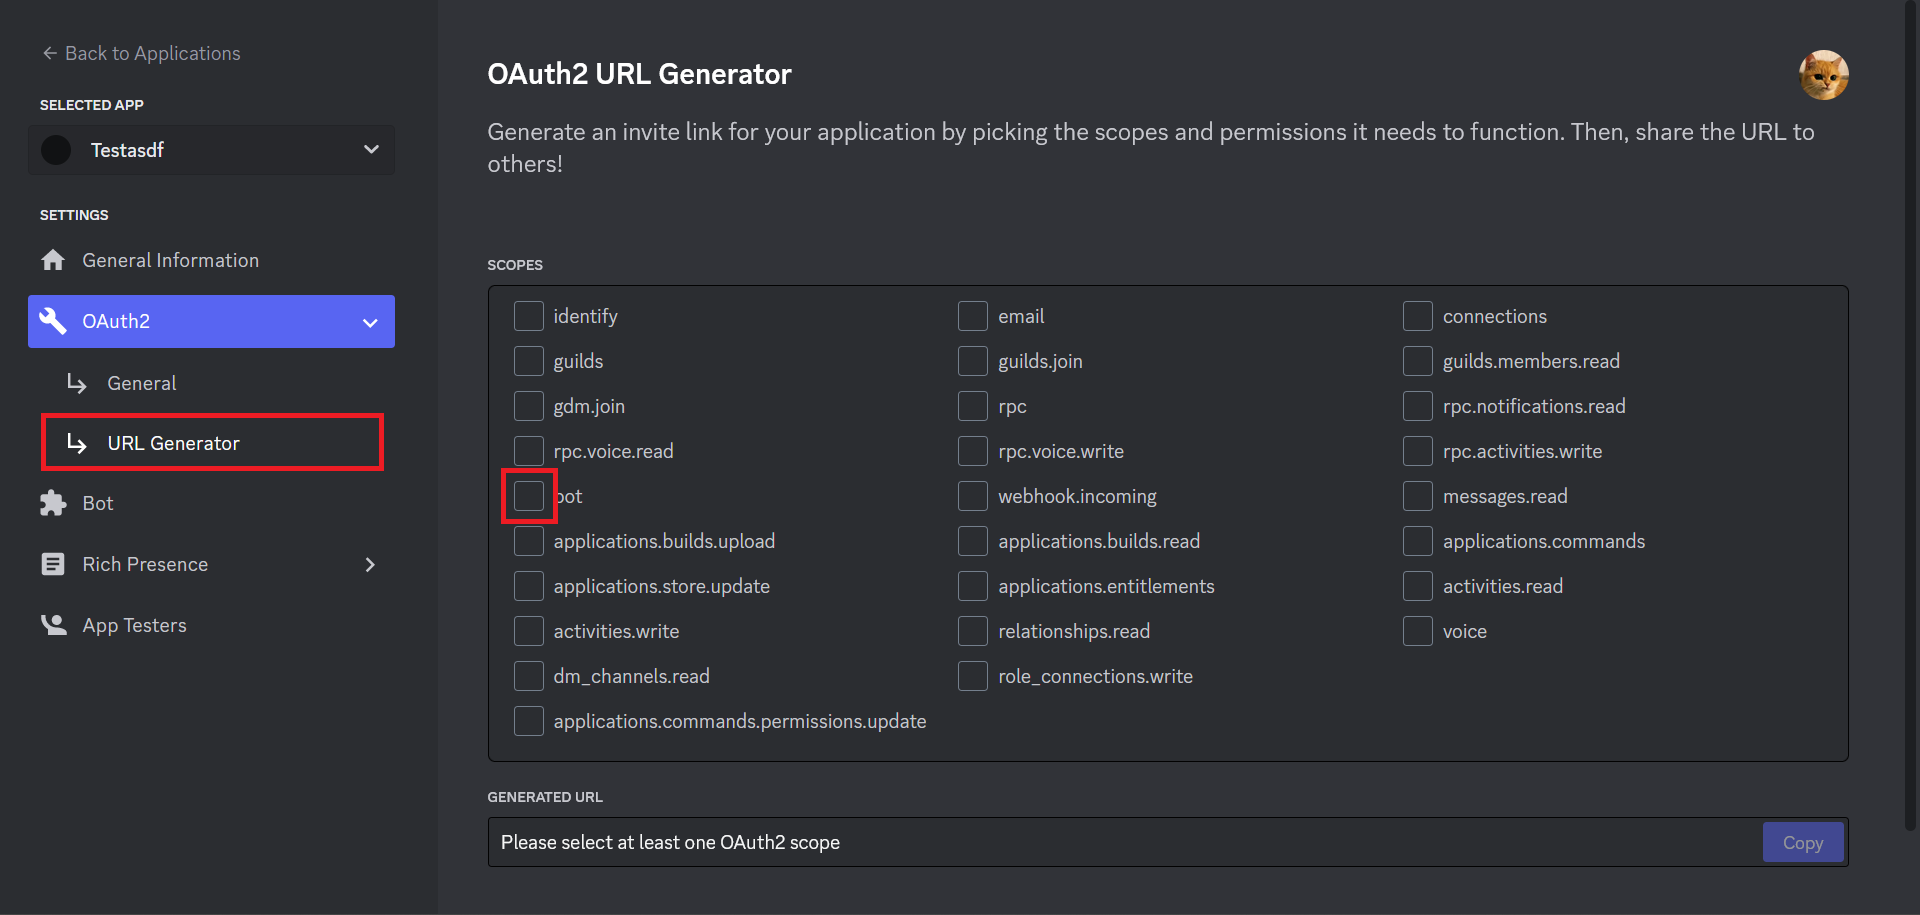 Back to Applications
SELECTED APP
Testasdf
SETTINGS
General Information
OAuth2
General
URL Generator
Bot
Rich Presence
App Testers
OAuth2 URL Generator
Generate an invite link for your application by picking the scopes and permissions it needs to function. Then, share the URL to
others!
SCOPES
identify email connections
guilds guilds.join guilds.members.read
gdm.join rpc rpc.notifications.read
rpc.voice.read rpc.voice.write rpc.activities.write
bot webhook.incoming messages.read
applications.builds.upload applications.builds.read applications.commands
applications.store.update applications.entitlements activities.read
activities.write relationships.read voice
dm_channels.read role_connections.write
applications.commands.permissions.update
GENERATED URL
Please select at least one OAuth2 scope Copy